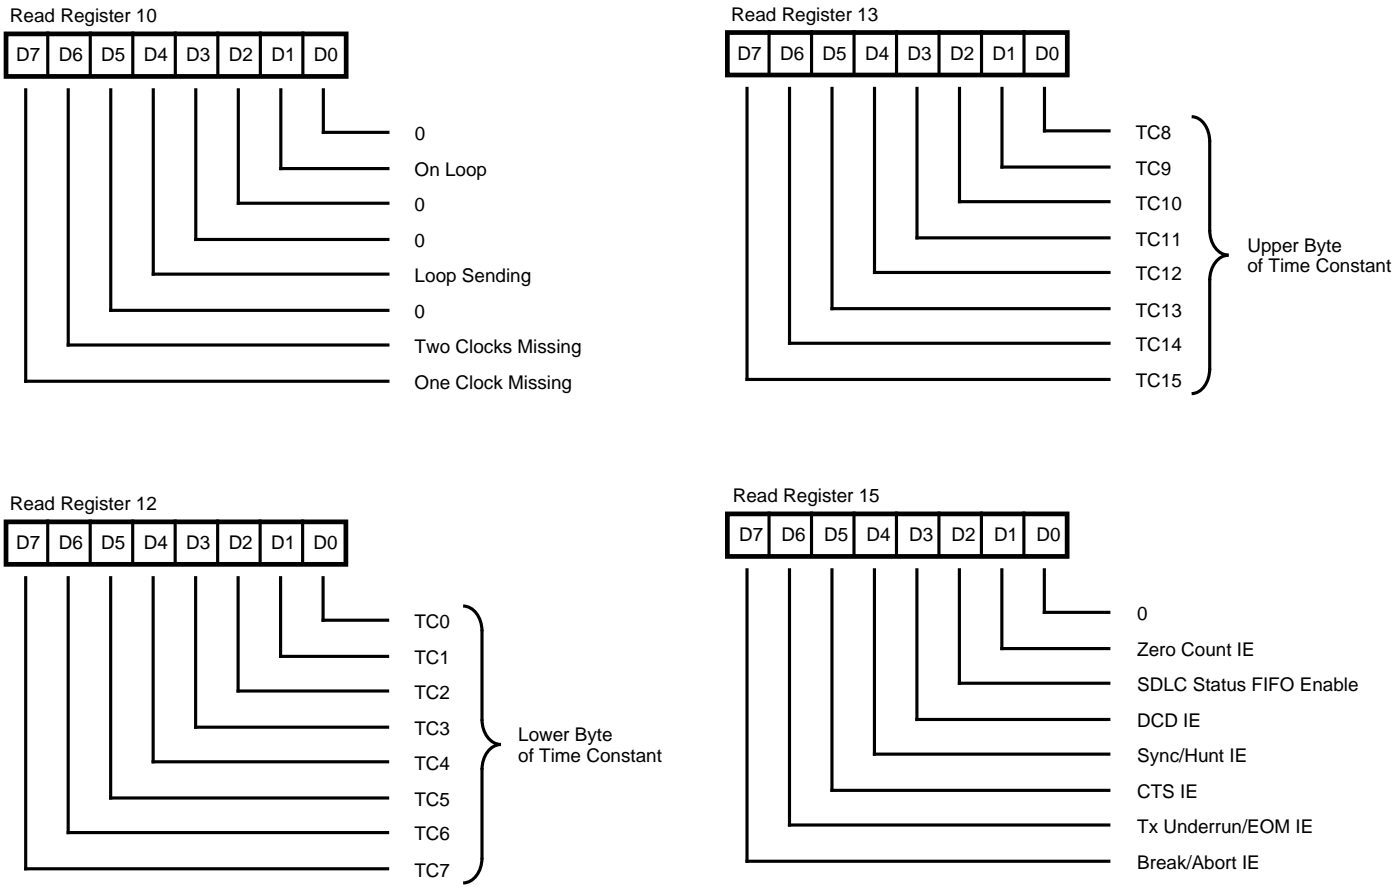 Read Register 10
D7 D6 D5 D4 D3 D2 D1 D0
0
On Loop
0
0
Loop Sending
0
Two Clocks Missing
One Clock Missing
Read Register 13
D7 D6 D5 D4 D3 D2 D1 D0
TC8
TC9
TC10
TC11
TC12
TC13
TC14
TC15
Upper Byte
of Time Constant
Read Register 12
D7 D6 D5 D4 D3 D2 D1 D0
TC0
TC1
TC2
TC3
TC4
TC5
TC6
TC7
Lower Byte
of Time Constant
Read Register 15
D7 D6 D5 D4 D3 D2 D1 D0
0
Zero Count IE
SDLC Status FIFO Enable
DCD IE
Sync/Hunt IE
CTS IE
Tx Underrun/EOM IE
Break/Abort IE